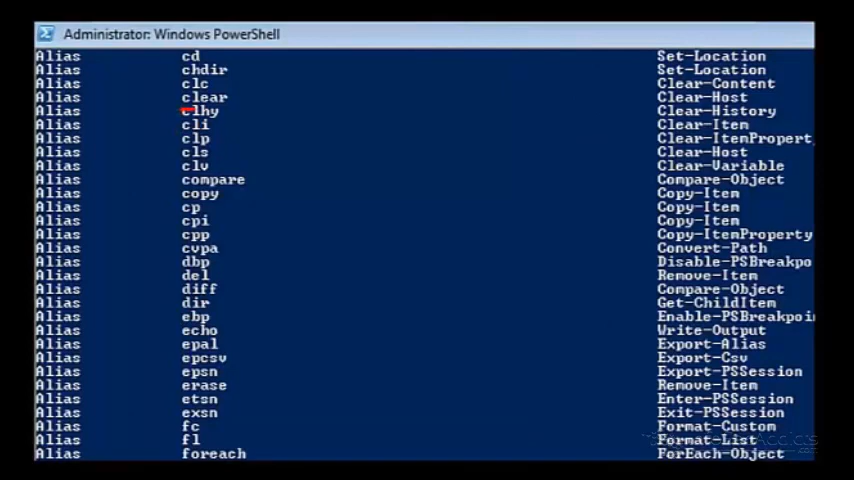 Administrator: Windows PowerShell
Alias cd Set-Location
Alias chdir Set-Location
Alias clc Clear-Content
Alias clear Clear-Host
Alias clhy Clear-History
Alias cli Clear-Item
Alias clp Clear-ItemPropert
Alias cls Clear-Host
Alias clv Clear-Variable
Alias compare Compare-Object
Alias copy Copy-Item
Alias cp Copy-Item
Alias cpi Copy-Item
Alias cpp Copy-ItemProperty
Alias cvpa Convert-Path
Alias dbp Disable-PSBreakpo
Alias del Remove-Item
Alias diff Compare-Object
Alias dir Get-ChildItem
Alias ebp Enable-PSBreakpoi
Alias echo Write-Output
Alias epal Export-Alias
Alias epcsv Export-Csv
Alias epsn Export-PSSession
Alias erase Remove-Item
Alias etsn Enter-PSSession
Alias exsn Exit-PSSession
Alias fc Format-Custom
Alias fl Format-List
Alias foreach ForEach-Object